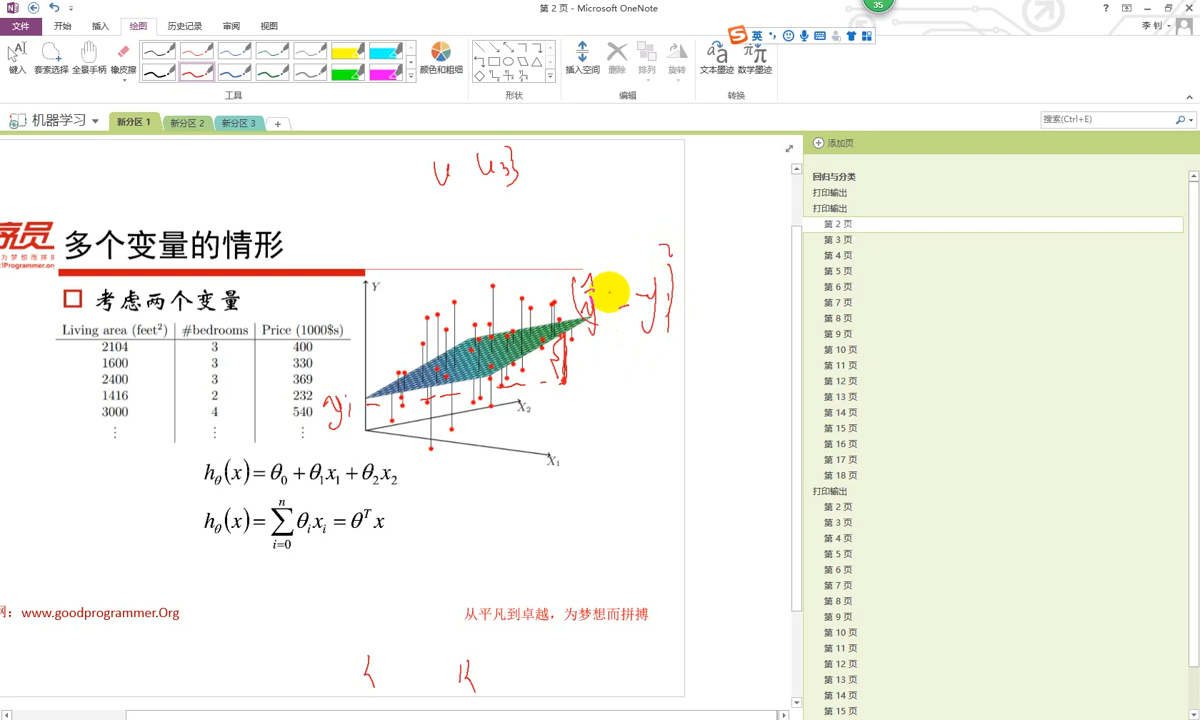 第 2 页 - Microsoft OneNote
35
文件 开始 插入 绘图 历史记录 审阅 视图
李 钊
英
键入 套索选择 全景手柄 橡皮擦
颜色和粗细
插入空间 删除 排列 旋转
文本墨迹 数学墨迹
工具 形状 编辑 转换
机器学习 新分区 1 新分区 2 新分区 3 +
搜索(Ctrl+E)
添加页
多个变量的情形
考虑两个变量
Living area (feet²) #bedrooms Price (1000$s)
2104 3 400
1600 3 330
2400 3 369
1416 2 232
3000 4 540
⋮ ⋮ ⋮
Y
X₂
X₁
yi
hθ(x)=θ₀+θ₁x₁+θ₂x₂
hθ(x)=∑ⁿᵢ₌₀θᵢxᵢ=θᵀx
www.goodprogrammer.Org
从平凡到卓越，为梦想而拼搏
回归与分类
打印输出
打印输出
第 2 页
第 3 页
第 4 页
第 5 页
第 6 页
第 7 页
第 8 页
第 9 页
第 10 页
第 11 页
第 12 页
第 13 页
第 14 页
第 15 页
第 16 页
第 17 页
第 18 页
打印输出
第 2 页
第 3 页
第 4 页
第 5 页
第 6 页
第 7 页
第 8 页
第 9 页
第 10 页
第 11 页
第 12 页
第 13 页
第 14 页
第 15 页